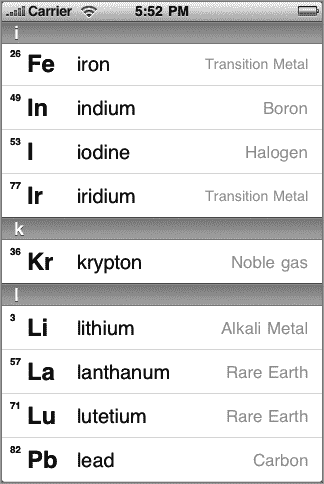 Carrier 5:52 PM
i
26 Fe iron Transition Metal
49 In indium Boron
53 I iodine Halogen
77 Ir iridium Transition Metal
k
36 Kr krypton Noble gas
l
3 Li lithium Alkali Metal
57 La lanthanum Rare Earth
71 Lu lutetium Rare Earth
82 Pb lead Carbon